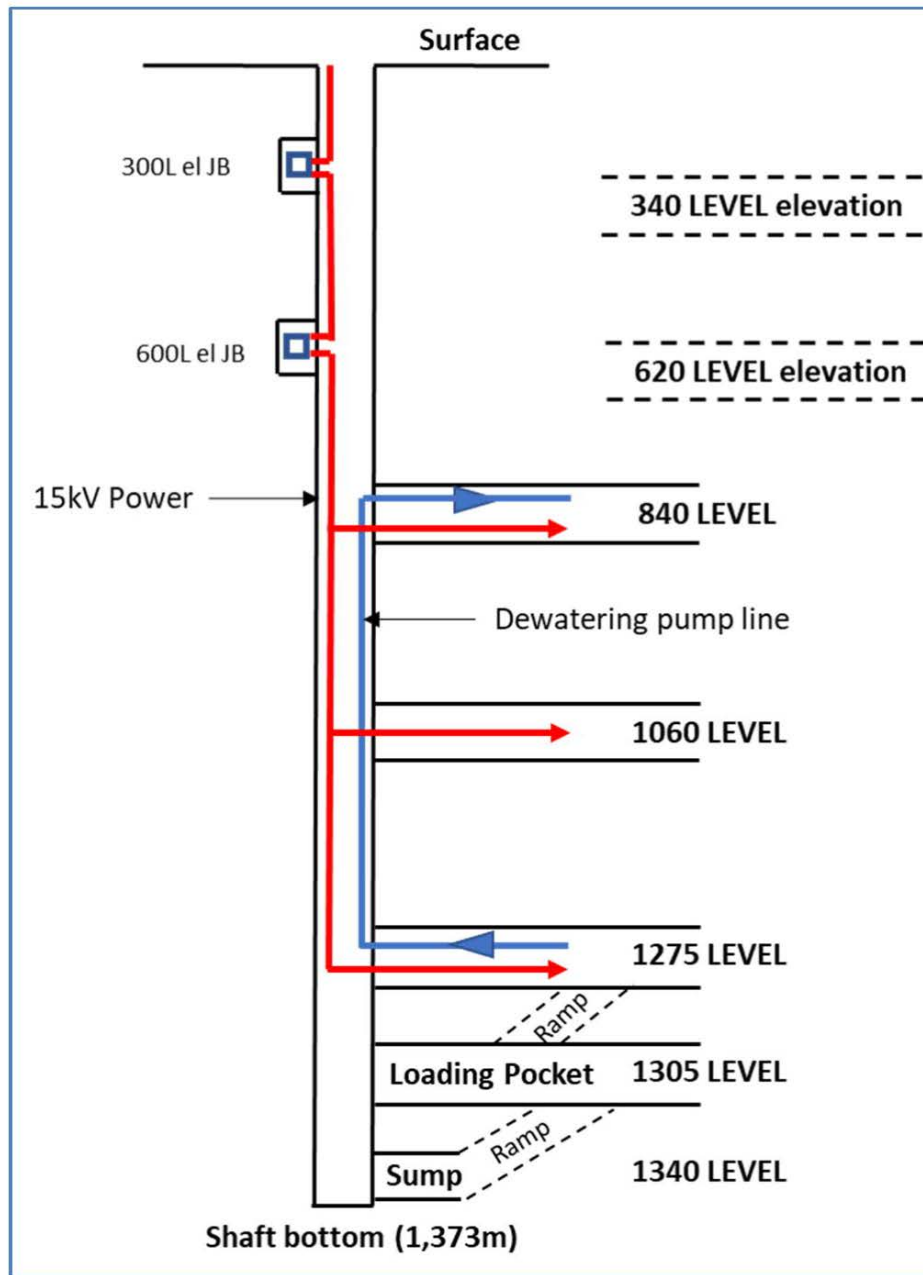 Surface
300L el JB
340 LEVEL elevation
600L el JB
620 LEVEL elevation
15kV Power
840 LEVEL
Dewatering pump line
1060 LEVEL
1275 LEVEL
Ramp
Loading Pocket
1305 LEVEL
Ramp
Sump
1340 LEVEL
Shaft bottom (1,373m)